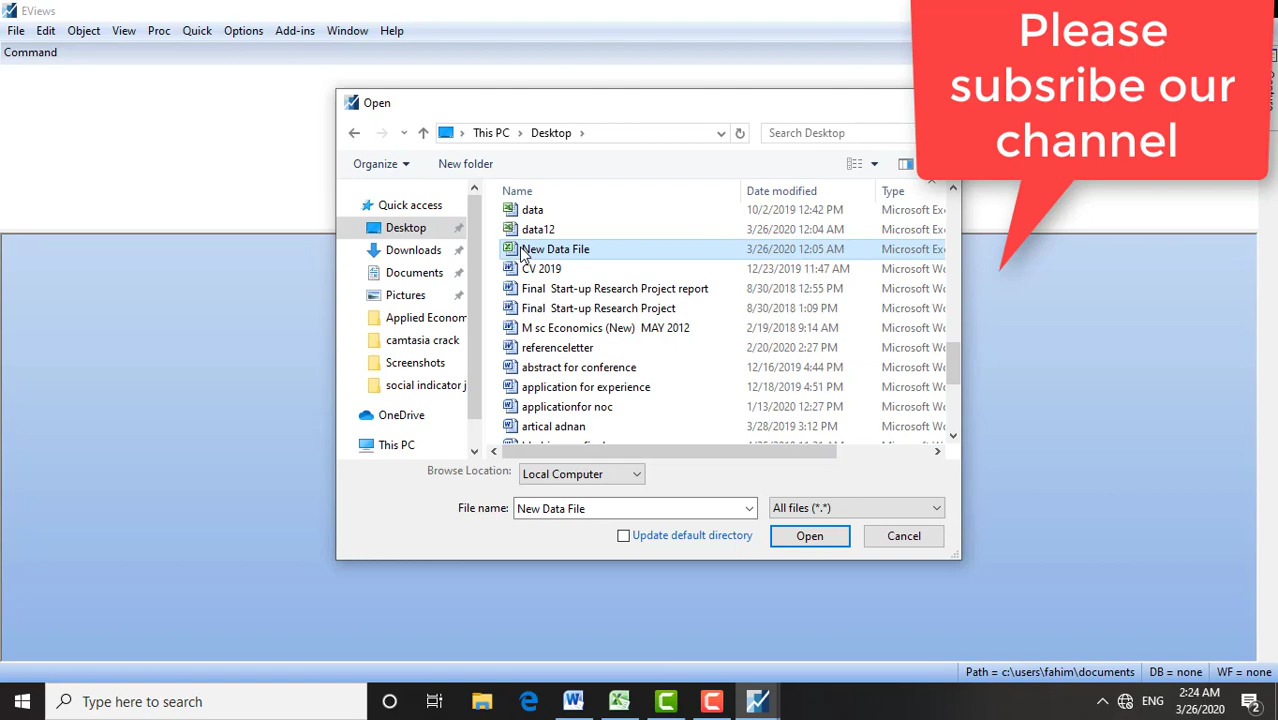 EViews
File Edit Object View Proc Quick Options Add-ins Window Help
Command
Please
subsribe our
channel
Open
This PC Desktop
Search Desktop
Organize New folder
Name Date modified Type
Quick access
Desktop
Downloads
Documents
Pictures
Applied Econom
camtasia crack
Screenshots
social indicator j
OneDrive
This PC
data 10/2/2019 12:42 PM Microsoft Ex
data12 3/26/2020 12:04 AM Microsoft Ex
New Data File 3/26/2020 12:05 AM Microsoft Ex
CV 2019 12/23/2019 11:47 AM Microsoft W
Final Start-up Research Project report 8/30/2018 12:55 PM Microsoft W
Final Start-up Research Project 8/30/2018 1:09 PM Microsoft W
M sc Economics (New) MAY 2012 2/19/2018 9:14 AM Microsoft W
referenceletter 2/20/2020 2:27 PM Microsoft W
abstract for conference 12/16/2019 4:44 PM Microsoft W
application for experience 12/18/2019 4:51 PM Microsoft W
applicationfor noc 1/13/2020 12:27 PM Microsoft W
artical adnan 3/28/2019 3:12 PM Microsoft W
Browse Location: Local Computer
File name: New Data File All files (*.*)
Update default directory Open Cancel
Path = c:\users\fahim\documents DB = none WF = none
Type here to search
ENG
2:24 AM
3/26/2020
2